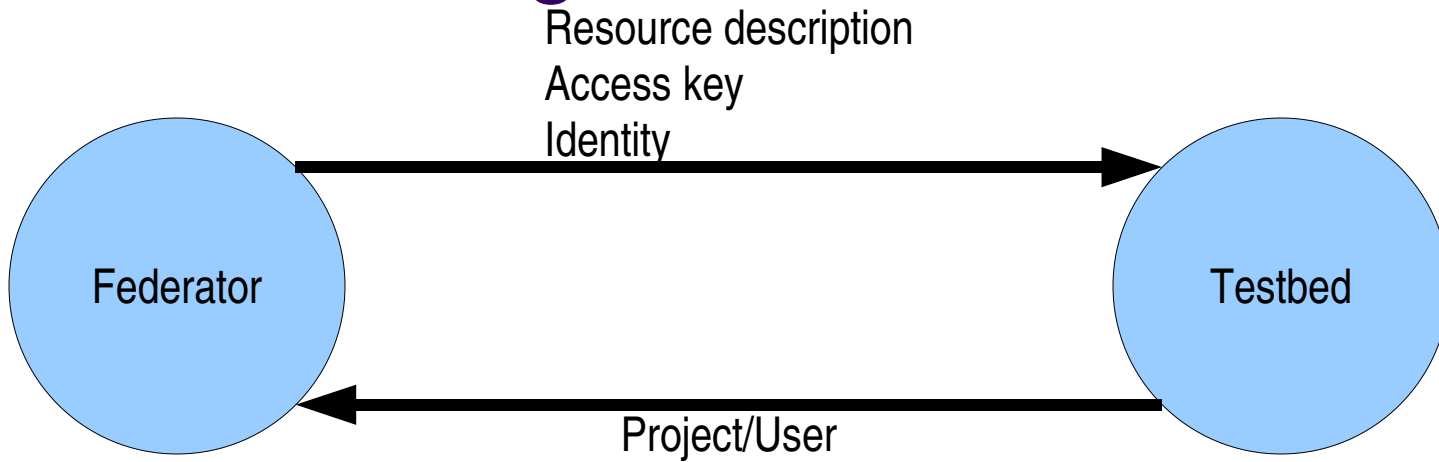 Resource description
Access key
Identity
Federator
Testbed
Project/User